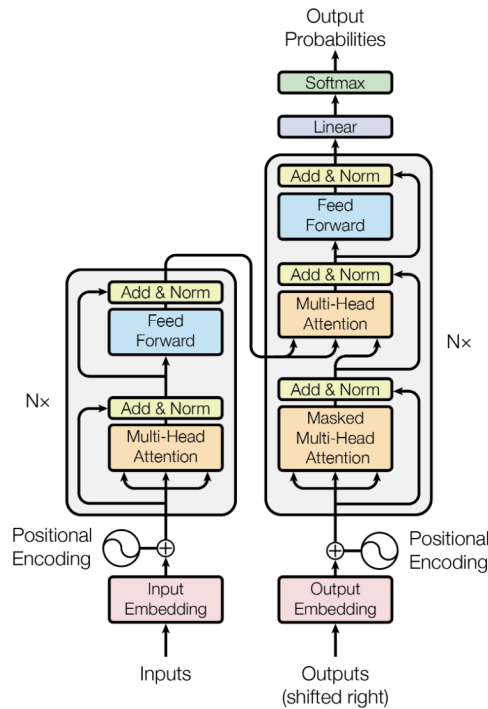 Output
Probabilities
Softmax
Linear
Add & Norm
Feed
Forward
Add & Norm
Multi-Head
Attention
Add & Norm
Masked
Multi-Head
Attention
N×
Add & Norm
Feed
Forward
Add & Norm
Multi-Head
Attention
N×
Positional
Encoding
Positional
Encoding
Input
Embedding
Output
Embedding
Inputs
Outputs
(shifted right)